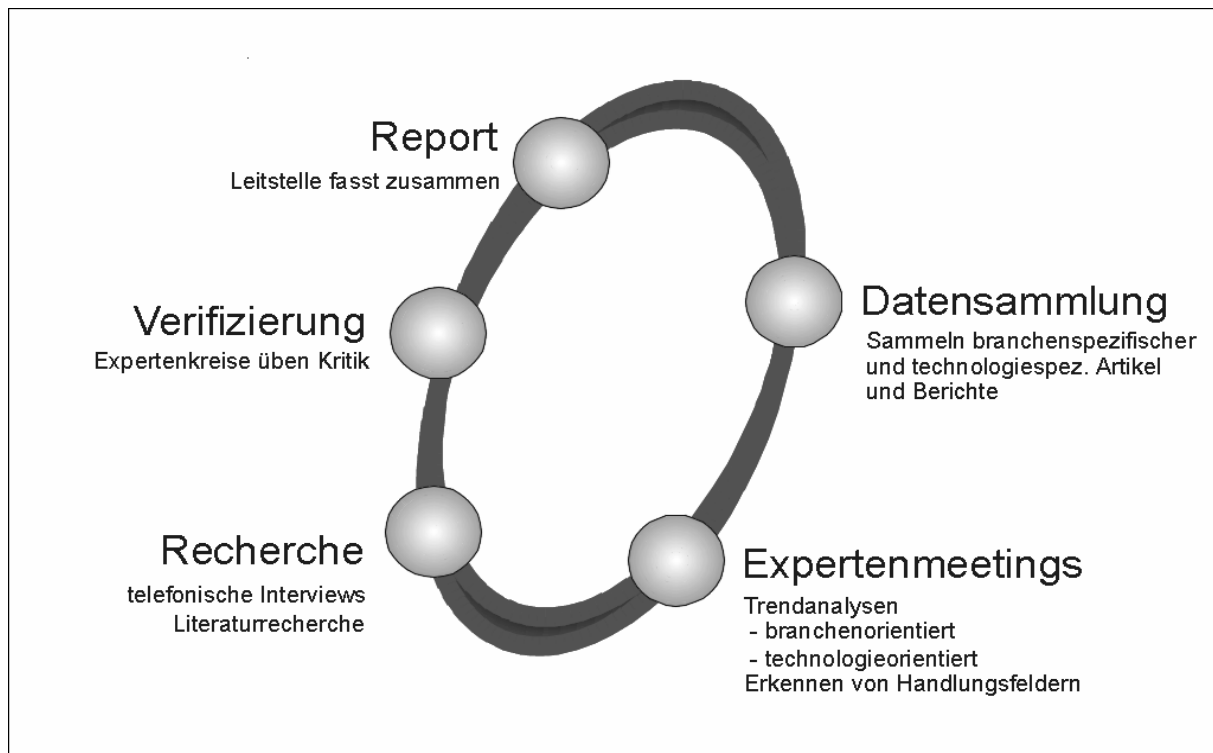 Report
Leitstelle fasst zusammen
Datensammlung
Sammeln branchenspezifischer
und technologiespez. Artikel
und Berichte
Verifizierung
Expertenkreise üben Kritik
Recherche
telefonische Interviews
Literaturrecherche
Expertenmeetings
Trendanalysen
- branchenorientiert
- technologieorientiert
Erkennen von Handlungsfeldern